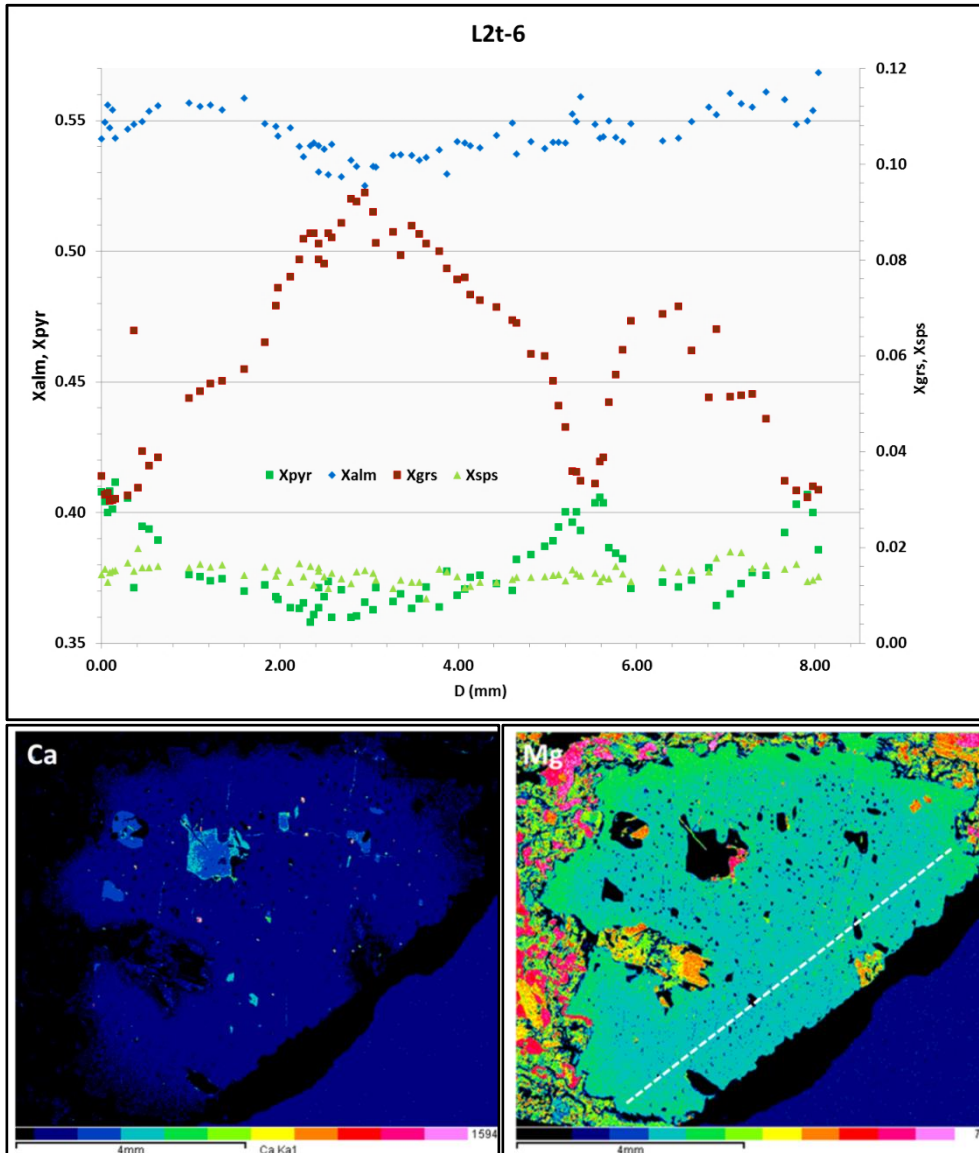 L2t-6
0.55
0.50
0.45
0.40
0.35
0.12
0.10
0.08
0.06
0.04
0.02
0.00
Xalm, Xpyr
Xgrs, Xsps
Xpyr Xalm Xgrs Xsps
0.00 2.00 4.00 6.00 8.00
D (mm)
Ca
Mg
1594
4mm Ca Ka1
7
4mm